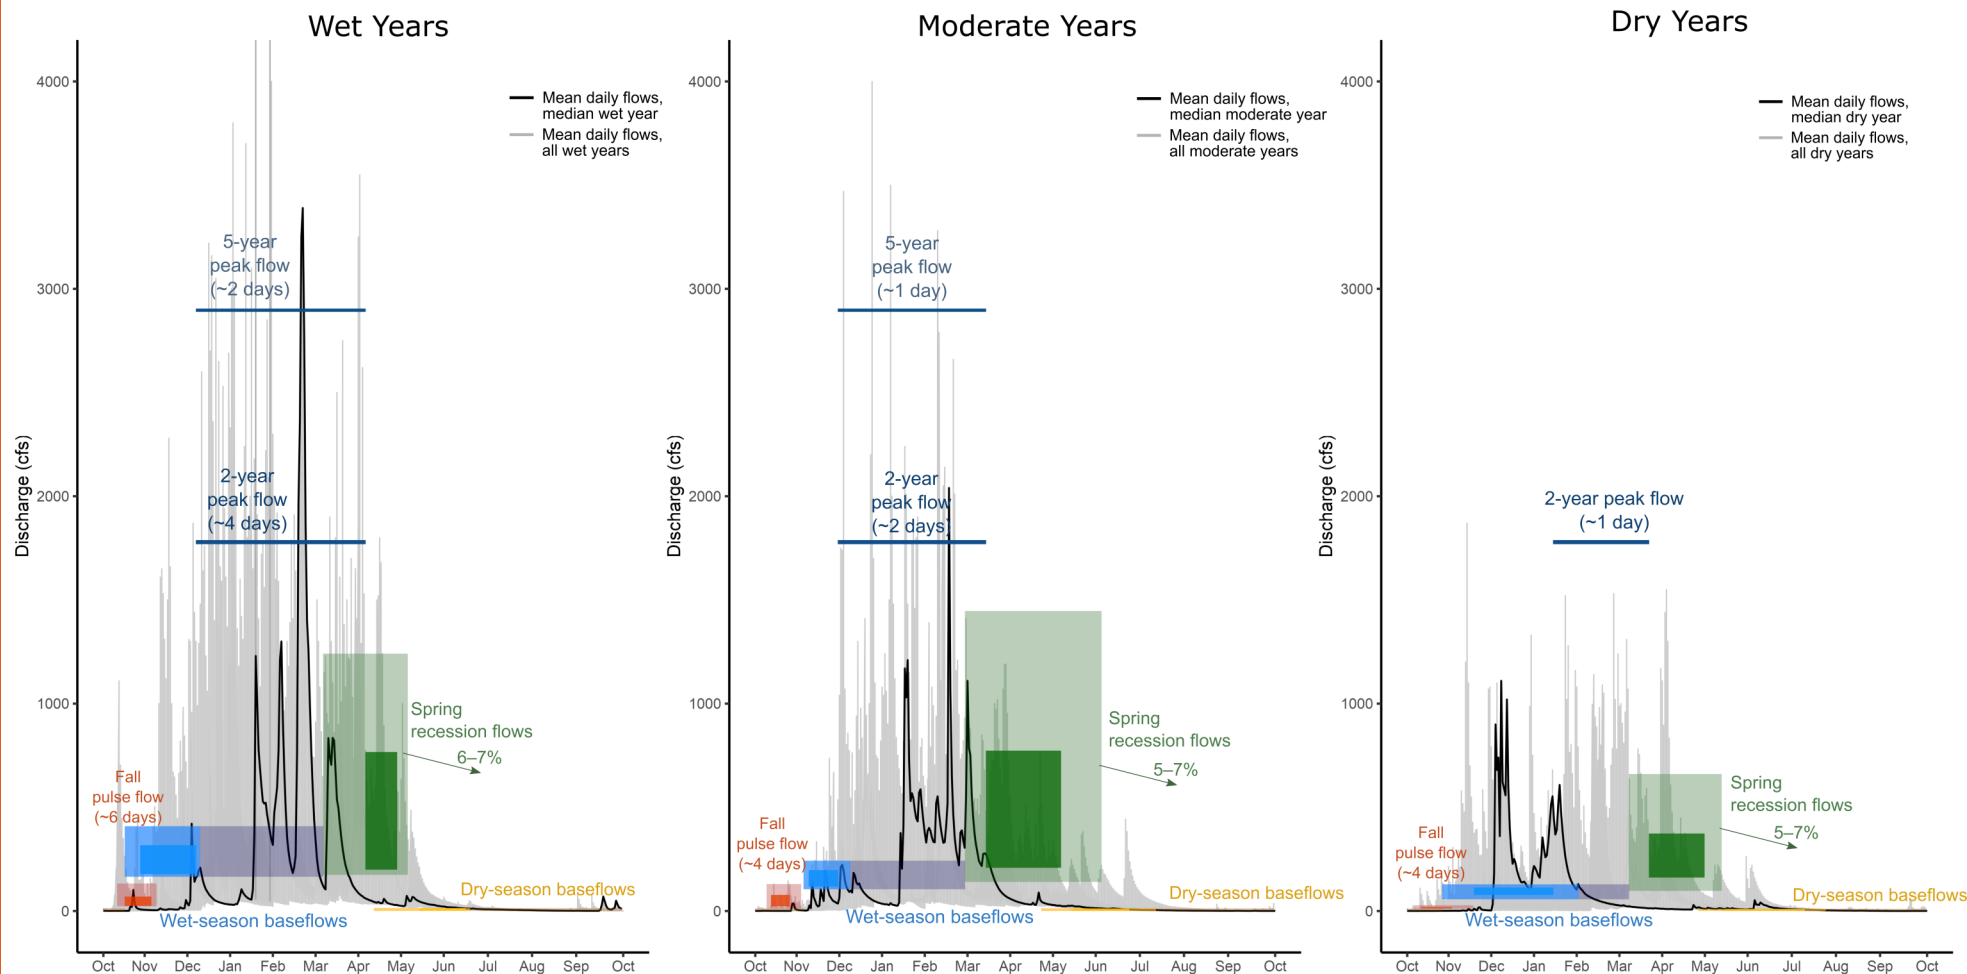 Wet Years
4000
3000
2000
1000
0
Discharge (cfs)
Mean daily flows,
median wet year
Mean daily flows,
all wet years
5-year
peak flow
(~2 days)
2-year
peak flow
(~4 days)
Spring
recession flows
6–7%
Fall
pulse flow
(~6 days)
Dry-season baseflows
Wet-season baseflows
Oct Nov Dec Jan Feb Mar Apr May Jun Jul Aug Sep Oct
Moderate Years
4000
3000
2000
1000
0
Discharge (cfs)
Mean daily flows,
median moderate year
Mean daily flows,
all moderate years
5-year
peak flow
(~1 day)
2-year
peak flow
(~2 days)
Spring
recession flows
5–7%
Fall
pulse flow
(~4 days)
Dry-season baseflows
Wet-season baseflows
Oct Nov Dec Jan Feb Mar Apr May Jun Jul Aug Sep Oct
Dry Years
4000
3000
2000
1000
0
Discharge (cfs)
Mean daily flows,
median dry year
Mean daily flows,
all dry years
2-year peak flow
(~1 day)
Spring
recession flows
5–7%
Fall
pulse flow
(~4 days)
Dry-season baseflows
Wet-season baseflows
Oct Nov Dec Jan Feb Mar Apr May Jun Jul Aug Sep Oct